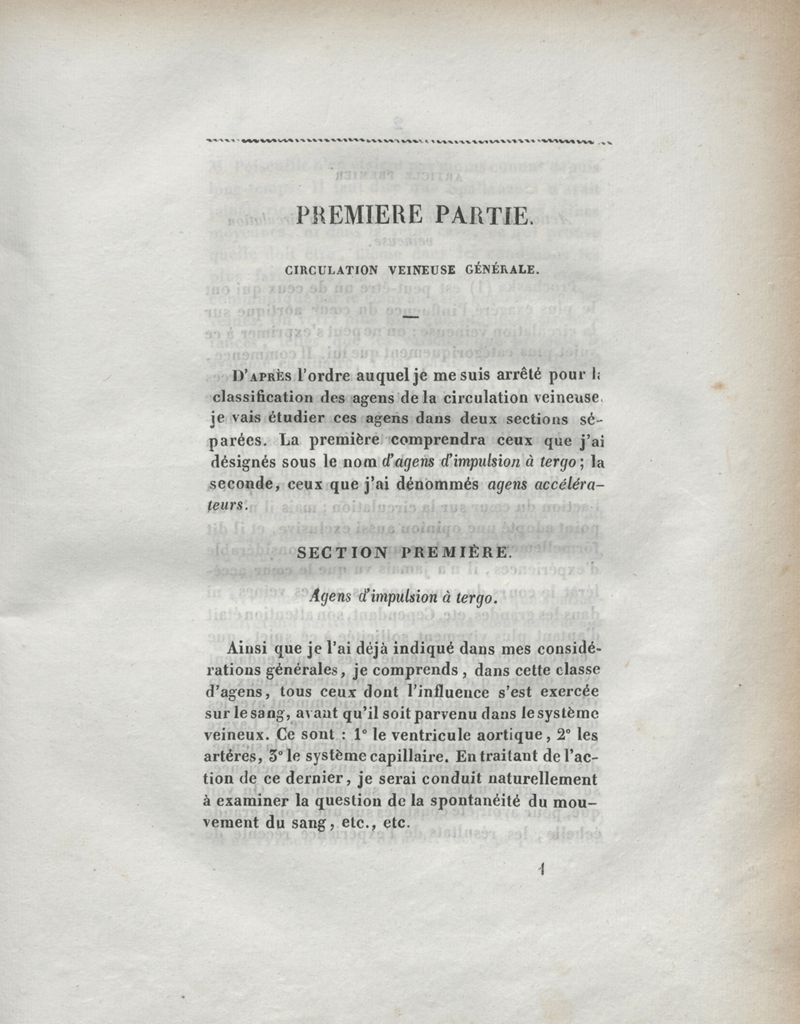 PREMIERE PARTIE.
CIRCULATION VEINEUSE GÉNÉRALE.
D'APRÈS l'ordre auquel je me suis arrêté pour l
classification des agens de la circulation veineuse,
je vais étudier ces agens dans deux sections sé-
parées. La première comprendra ceux que j'ai
désignés sous le nom d'agens d'impulsion à tergo; la
seconde, ceux que j'ai dénommés agens accéléra-
teurs.
SECTION PREMIÈRE.
Agens d'impulsion à tergo.
Ainsi que je l'ai déjà indiqué dans mes considé-
rations générales, je comprends, dans cette classe
d'agens, tous ceux dont l'influence s'est exercée
sur le sang, avant qu'il soit parvenu dans le système
veineux. Ce sont : 1° le ventricule aortique, 2° les
artéres, 3° le système capillaire. En traitant de l'ac-
tion de ce dernier, je serai conduit naturellement
à examiner la question de la spontanéité du mou-
vement du sang, etc., etc.
1